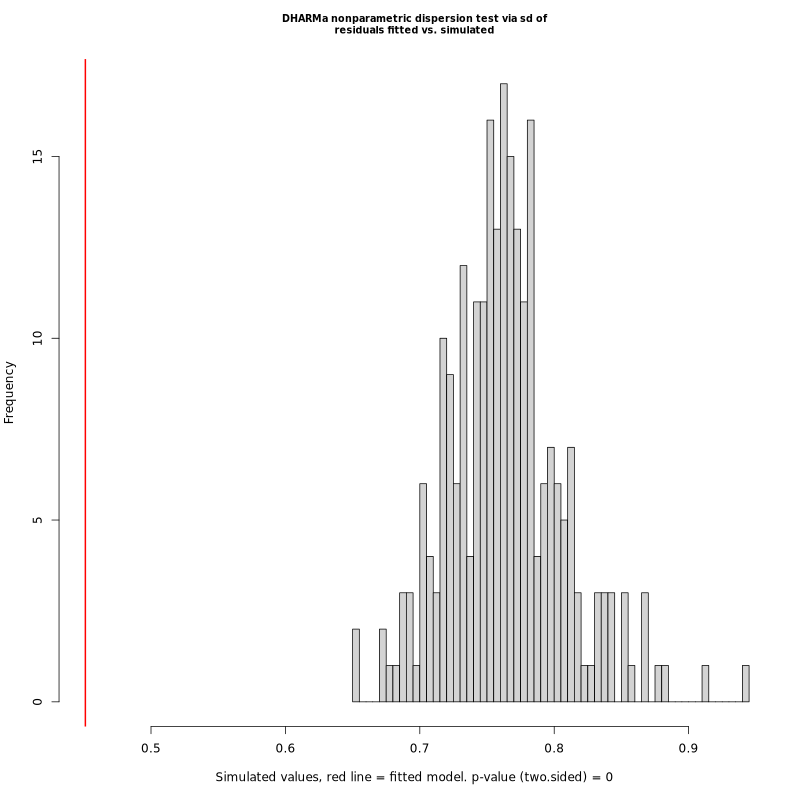 DHARMa nonparametric dispersion test via sd of
residuals fitted vs. simulated
Frequency
15
10
5
0
0.5 0.6 0.7 0.8 0.9
Simulated values, red line = fitted model. p-value (two.sided) = 0